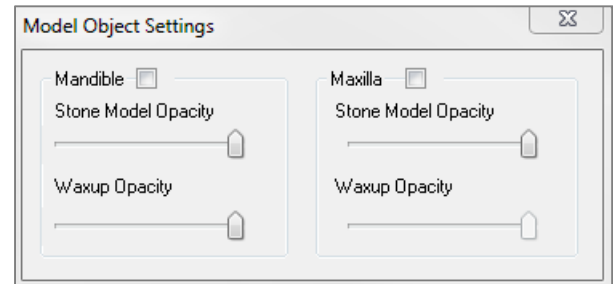 Model Object Settings
Mandible
Stone Model Opacity
Waxup Opacity
Maxilla
Stone Model Opacity
Waxup Opacity